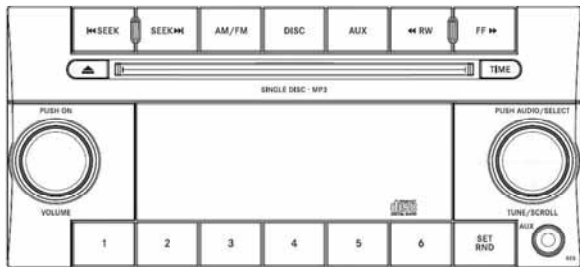 ⏮SEEK SEEK⏭ AM/FM DISC AUX ◀◀ RW FF ▶▶
TIME
SINGLE DISC · MP3
PUSH ON PUSH AUDIO/SELECT
disc
VOLUME TUNE/SCROLL
AUX
1 2 3 4 5 6 SET
RND